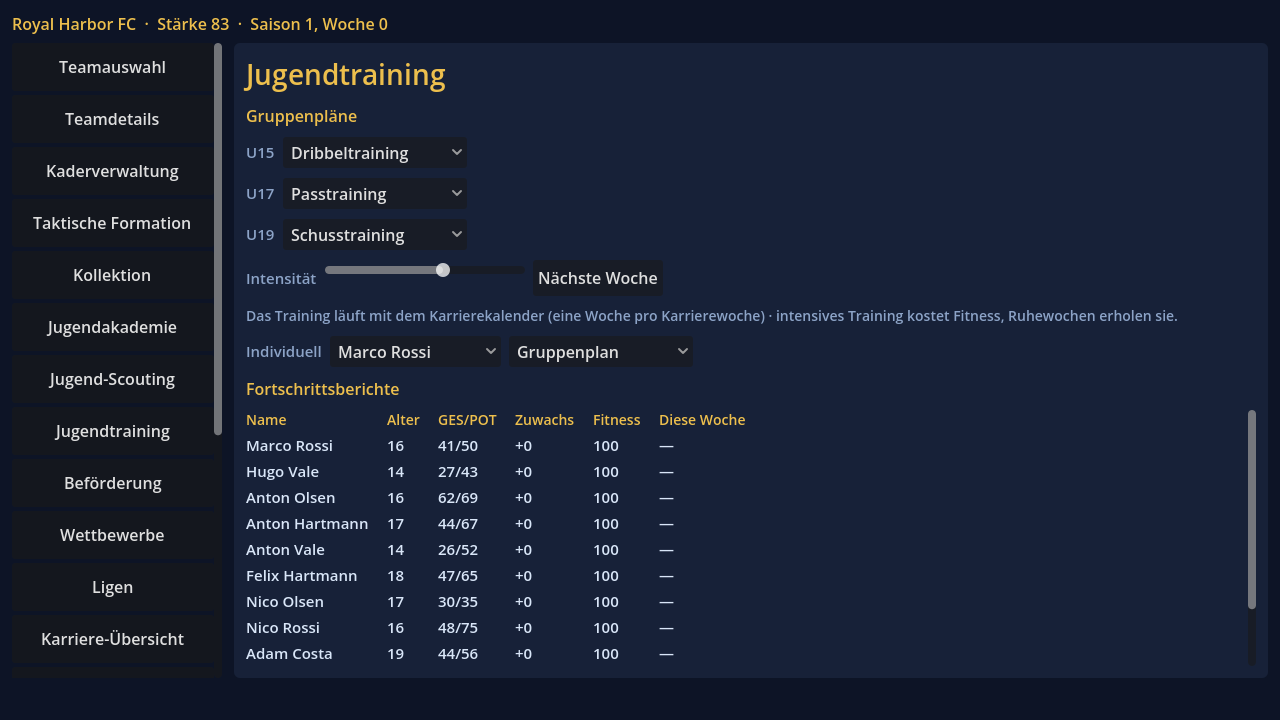 Royal Harbor FC · Stärke 83 · Saison 1, Woche 0
Teamauswahl
Teamdetails
Kaderverwaltung
Taktische Formation
Kollektion
Jugendakademie
Jugend-Scouting
Jugendtraining
Beförderung
Wettbewerbe
Ligen
Karriere-Übersicht
Jugendtraining
Gruppenpläne
U15 Dribbeltraining
U17 Passtraining
U19 Schusstraining
Intensität Nächste Woche
Das Training läuft mit dem Karrierekalender (eine Woche pro Karrierewoche) · intensives Training kostet Fitness, Ruhewochen erholen sie.
Individuell Marco Rossi Gruppenplan
Fortschrittsberichte
Name Alter GES/POT Zuwachs Fitness Diese Woche
Marco Rossi 16 41/50 +0 100 —
Hugo Vale 14 27/43 +0 100 —
Anton Olsen 16 62/69 +0 100 —
Anton Hartmann 17 44/67 +0 100 —
Anton Vale 14 26/52 +0 100 —
Felix Hartmann 18 47/65 +0 100 —
Nico Olsen 17 30/35 +0 100 —
Nico Rossi 16 48/75 +0 100 —
Adam Costa 19 44/56 +0 100 —